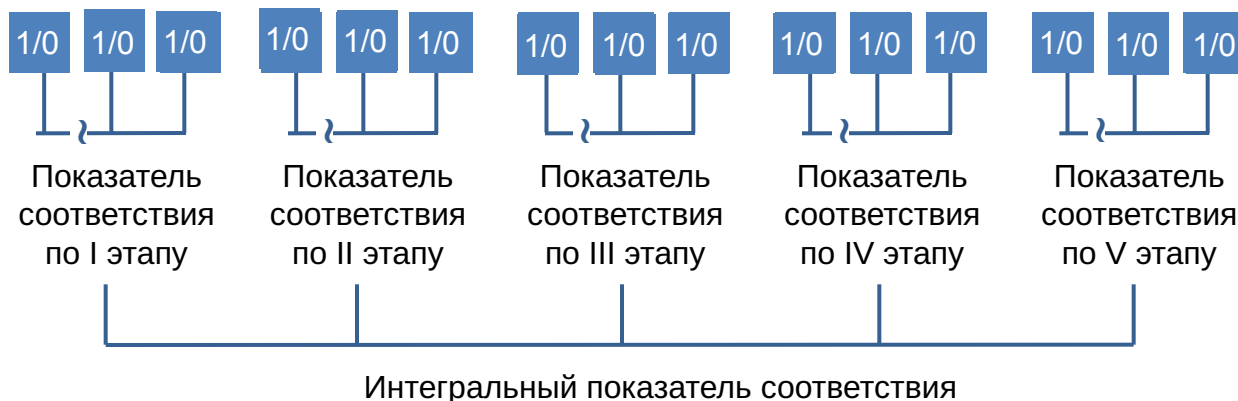 1/0 1/0 1/0 1/0 1/0 1/0 1/0 1/0 1/0 1/0 1/0 1/0 1/0 1/0 1/0
Показатель
соответствия
по I этапу
Показатель
соответствия
по II этапу
Показатель
соответствия
по III этапу
Показатель
соответствия
по IV этапу
Показатель
соответствия
по V этапу
Интегральный показатель соответствия